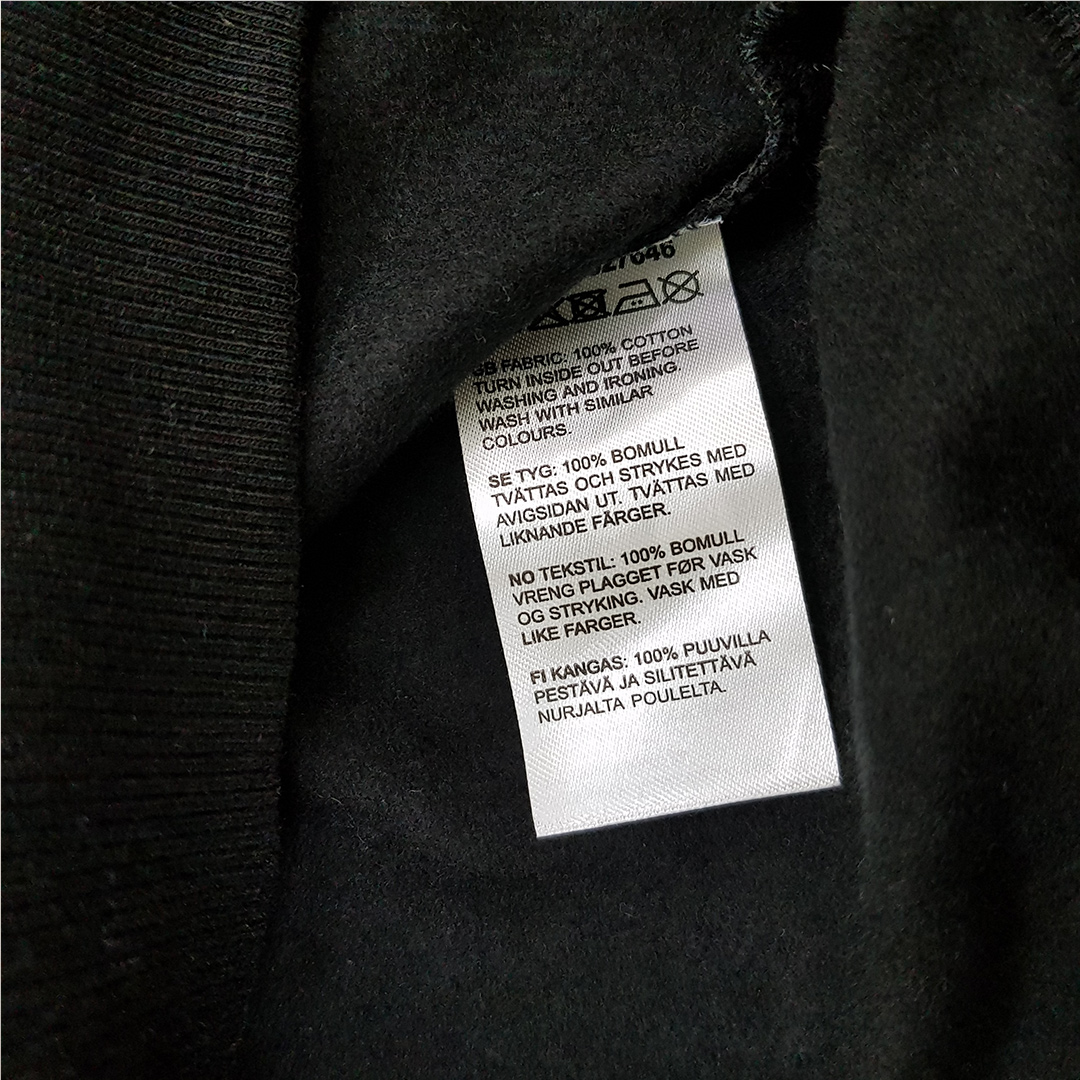 27646
GB FABRIC: 100% COTTON
TURN INSIDE OUT BEFORE
WASHING AND IRONING.
WASH WITH SIMILAR
COLOURS.
SE TYG: 100% BOMULL
TVÄTTAS OCH STRYKES MED
AVIGSIDAN UT. TVÄTTAS MED
LIKNANDE FÄRGER.
NO TEKSTIL: 100% BOMULL
VRENG PLAGGET FØR VASK
OG STRYKING. VASK MED
LIKE FARGER.
FI KANGAS: 100% PUUVILLA
PESTÄVÄ JA SILITETTÄVÄ
NURJALTA POULELTA.